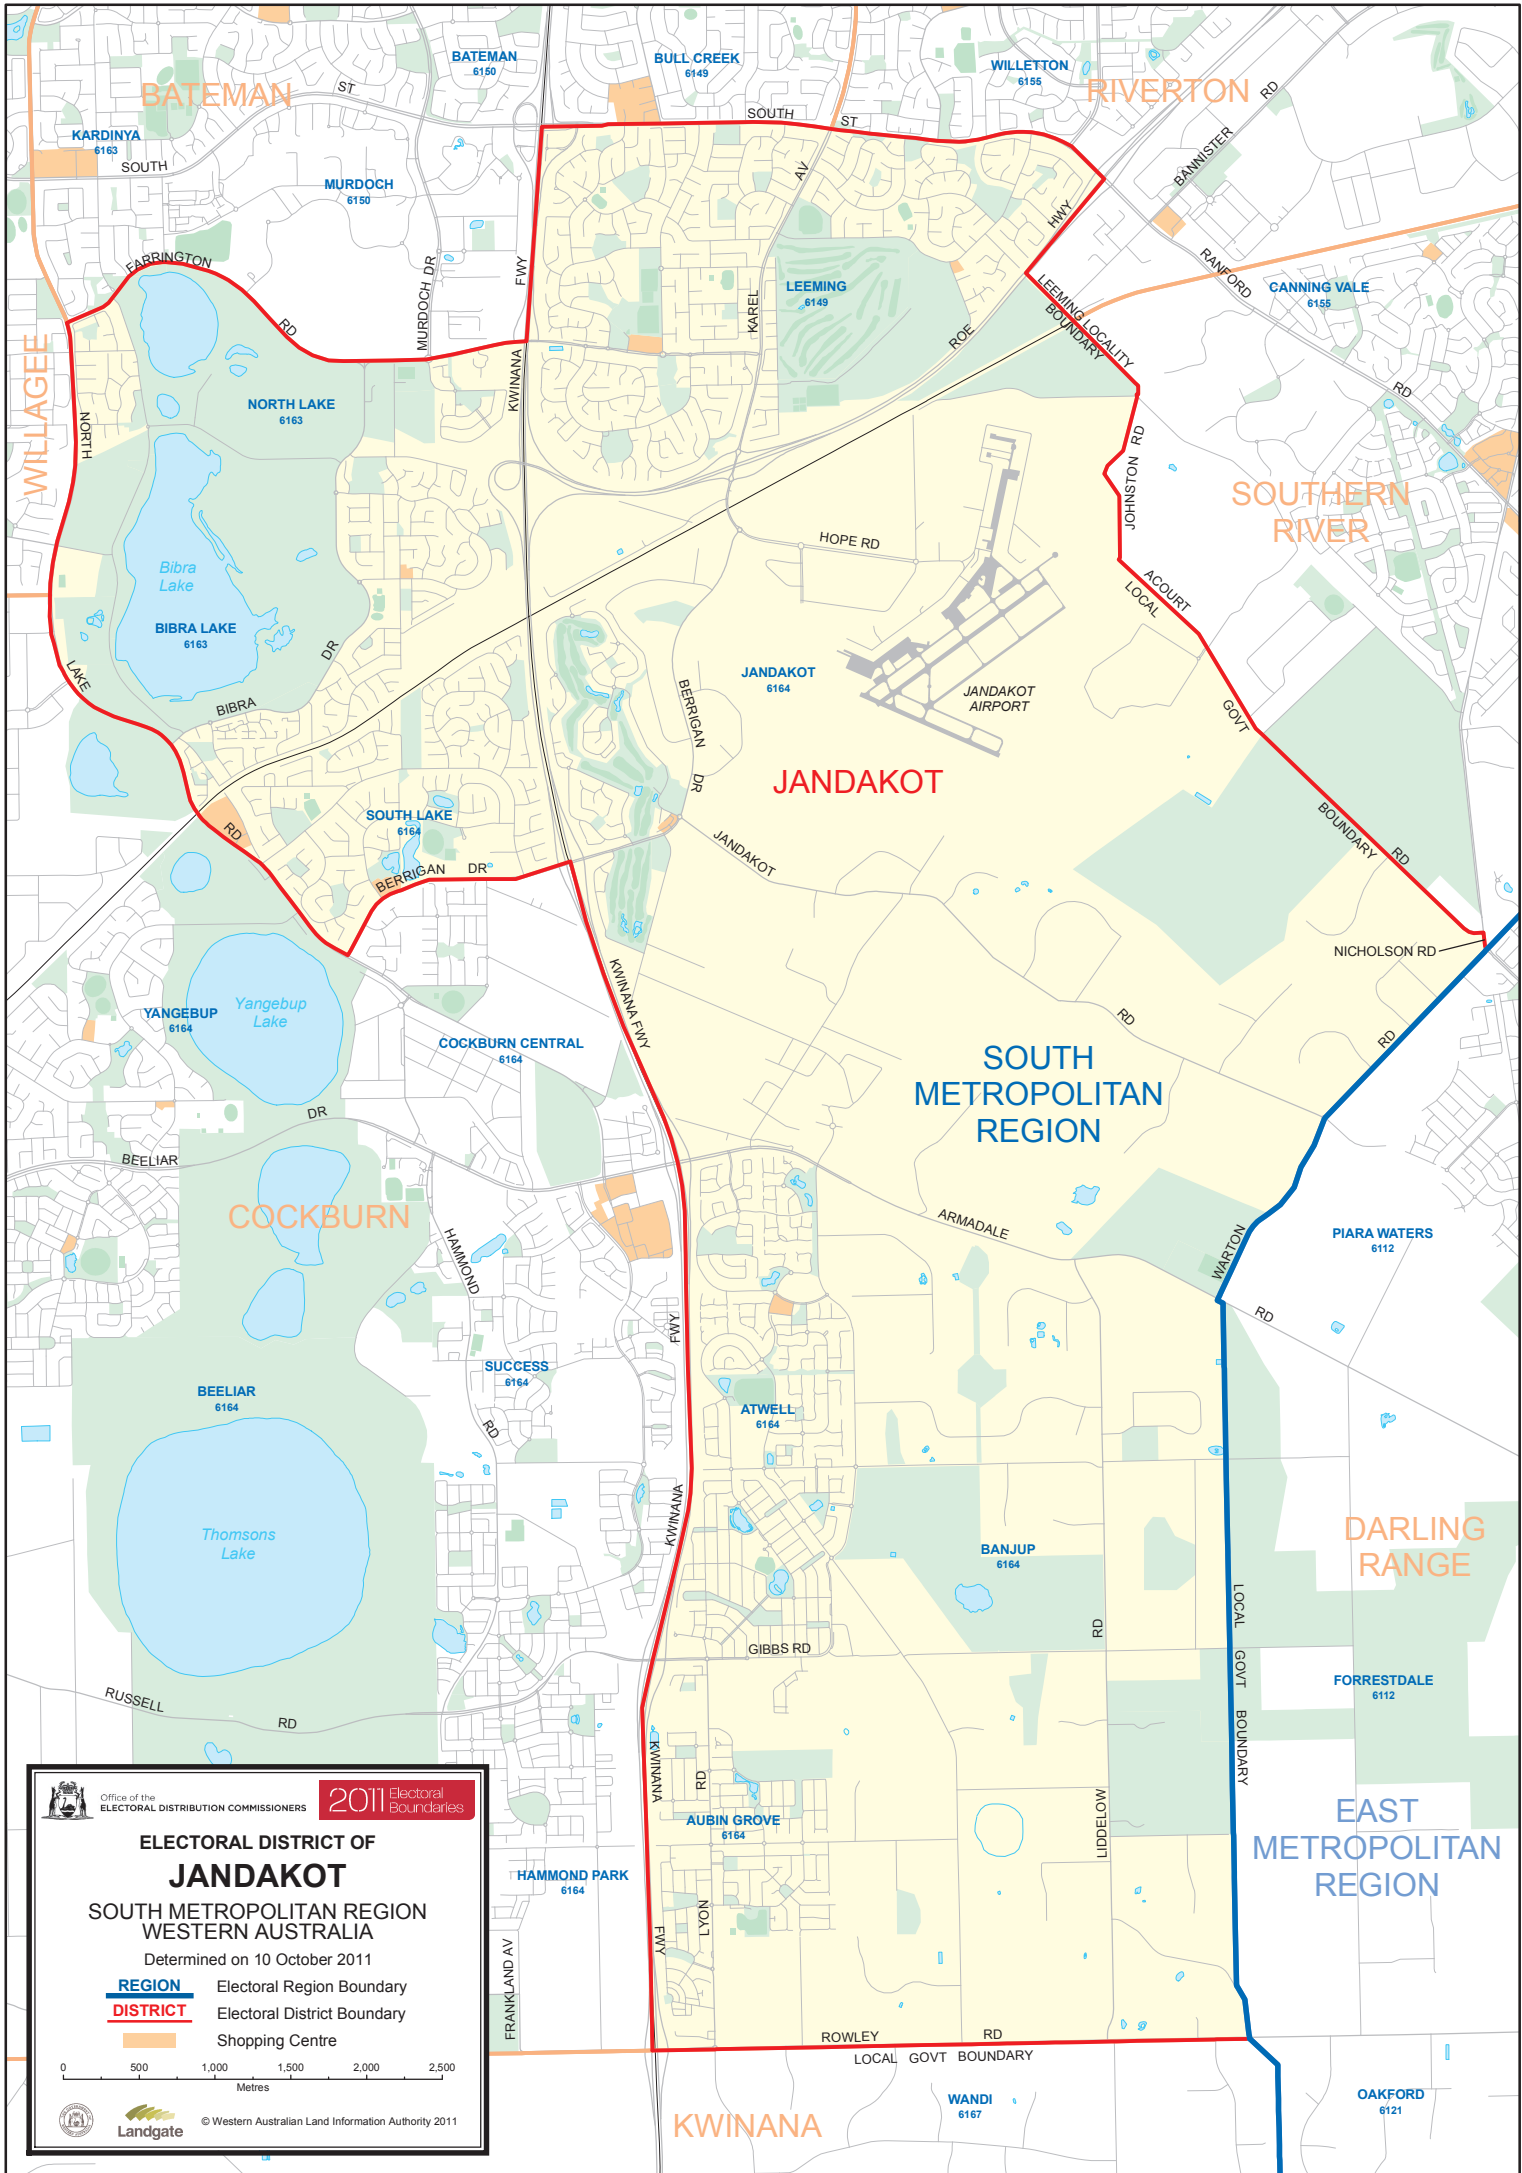 BATEMAN
6150
BULL CREEK
6149
WILLETTON
6155
BATEMAN
RIVERTON
ST
RD
SOUTH
ST
KARDINYA
6163
SOUTH
BANNISTER
MURDOCH
6150
AV
HWY
FARRINGTON
MURDOCH DR
FWY
RANFORD
LEEMING
6149
LEEMING LOCALITY
BOUNDARY
CANNING VALE
6155
KAREL
RD
ROE
WILLAGEE
KWINANA
RD
NORTH LAKE
6163
NORTH
JOHNSTON RD
SOUTHERN
RIVER
HOPE RD
Bibra
Lake
ACOURT
LOCAL
BIBRA LAKE
6163
DR
LAKE
JANDAKOT
6164
BERRIGAN
JANDAKOT
AIRPORT
BIBRA
GOVT
DR
JANDAKOT
SOUTH LAKE
6164
RD
JANDAKOT
BOUNDARY
RD
BERRIGAN DR
NICHOLSON RD
KWINANA FWY
YANGEBUP
6164
Yangebup
Lake
RD
COCKBURN CENTRAL
6164
RD
SOUTH
METROPOLITAN
REGION
DR
BEELIAR
COCKBURN
ARMADALE
HAMMOND
WARTON
PIARA WATERS
6112
RD
FWY
SUCCESS
6164
BEELIAR
6164
ATWELL
6164
RD
KWINANA
Thomsons
Lake
BANJUP
6164
DARLING
RANGE
LOCAL GOVT BOUNDARY
RD
GIBBS RD
FORRESTDALE
6112
RUSSELL
RD
KWINANA
RD
LIDDELOW
AUBIN GROVE
6164
EAST
METROPOLITAN
REGION
HAMMOND PARK
6164
LYON
FWY
FRANKLAND AV
ROWLEY RD
LOCAL GOVT BOUNDARY
WANDI
6167
OAKFORD
6121
KWINANA
Office of the
ELECTORAL DISTRIBUTION COMMISSIONERS
2011 Electoral
Boundaries
ELECTORAL DISTRICT OF
JANDAKOT
SOUTH METROPOLITAN REGION
WESTERN AUSTRALIA
Determined on 10 October 2011
REGION Electoral Region Boundary
DISTRICT Electoral District Boundary
Shopping Centre
0 500 1,000 1,500 2,000 2,500
Metres
Landgate
© Western Australian Land Information Authority 2011